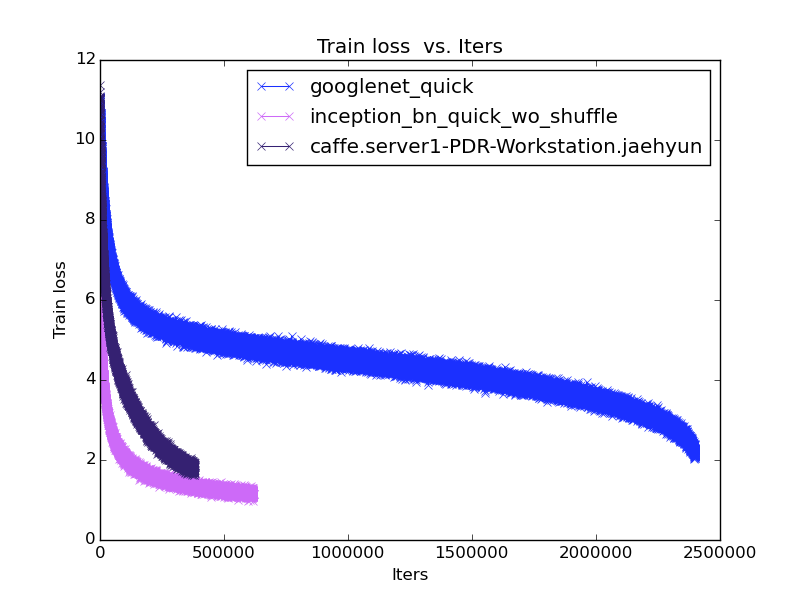 Train loss  vs. Iters
googlenet_quick
inception_bn_quick_wo_shuffle
caffe.server1-PDR-Workstation.jaehyun
12
10
8
6
4
2
0
Train loss
0 500000 1000000 1500000 2000000 2500000
Iters